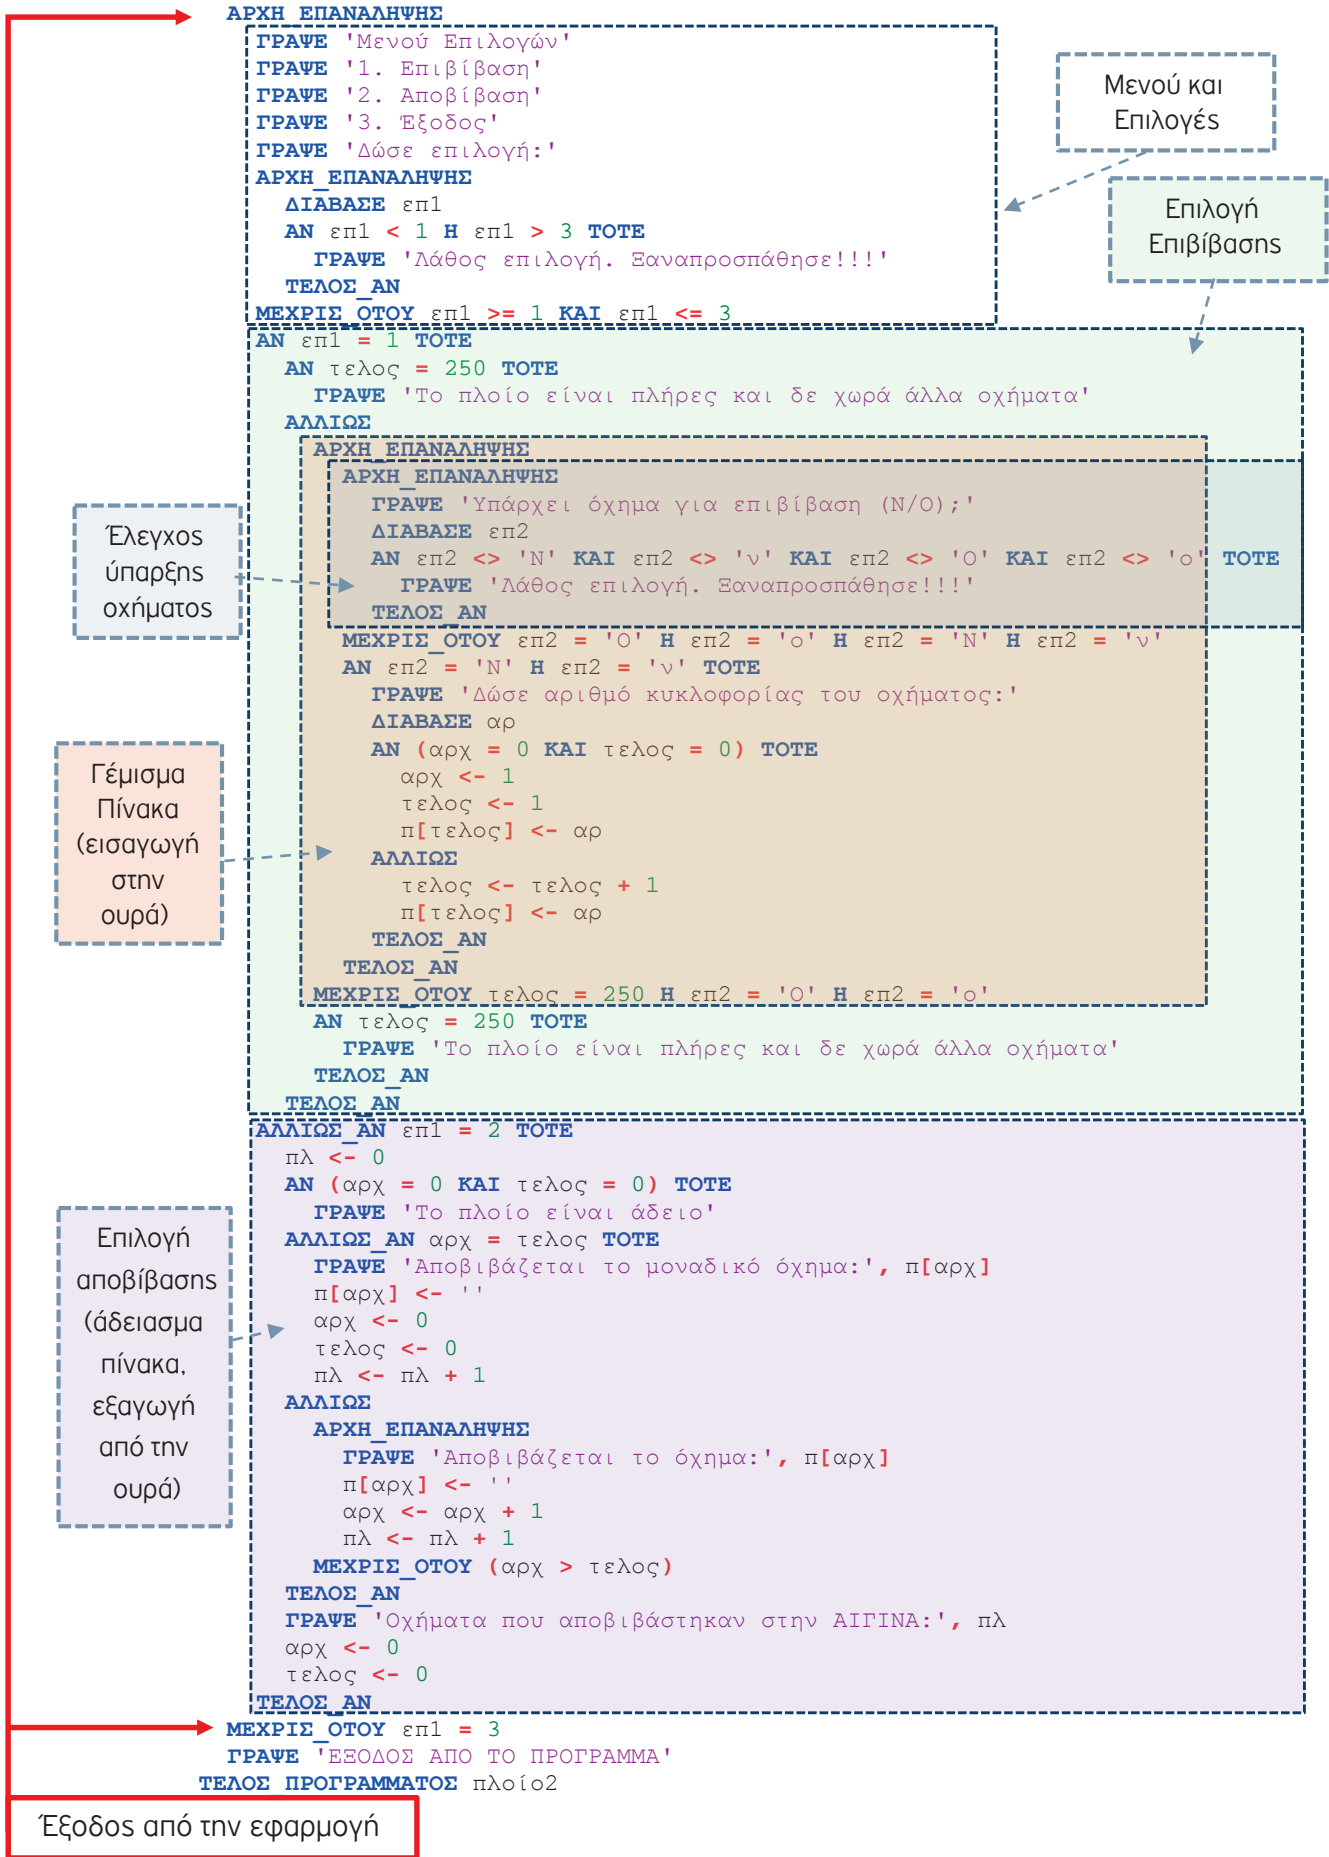 ΑΡΧΗ_ΕΠΑΝΑΛΗΨΗΣ
ΓΡΑΨΕ 'Μενού Επιλογών'
ΓΡΑΨΕ '1. Επιβίβαση'
ΓΡΑΨΕ '2. Αποβίβαση'
ΓΡΑΨΕ '3. Έξοδος'
ΓΡΑΨΕ 'Δώσε επιλογή:'
ΑΡΧΗ_ΕΠΑΝΑΛΗΨΗΣ
ΔΙΑΒΑΣΕ επ1
ΑΝ επ1 < 1 Η επ1 > 3 ΤΟΤΕ
ΓΡΑΨΕ 'Λάθος επιλογή. Ξαναπροσπάθησε!!!'
ΤΕΛΟΣ_ΑΝ
ΜΕΧΡΙΣ_ΟΤΟΥ επ1 >= 1 ΚΑΙ επ1 <= 3
Μενού και
Επιλογές
ΑΝ επ1 = 1 ΤΟΤΕ
ΑΝ τελος = 250 ΤΟΤΕ
ΓΡΑΨΕ 'Το πλοίο είναι πλήρες και δε χωρά άλλα οχήματα'
ΑΛΛΙΩΣ
Επιλογή
Επιβίβασης
ΑΡΧΗ_ΕΠΑΝΑΛΗΨΗΣ
ΑΡΧΗ_ΕΠΑΝΑΛΗΨΗΣ
ΓΡΑΨΕ 'Υπάρχει όχημα για επιβίβαση (Ν/Ο);'
ΔΙΑΒΑΣΕ επ2
ΑΝ επ2 <> 'Ν' ΚΑΙ επ2 <> 'ν' ΚΑΙ επ2 <> 'Ο' ΚΑΙ επ2 <> 'ο' ΤΟΤΕ
ΓΡΑΨΕ 'Λάθος επιλογή. Ξαναπροσπάθησε!!!'
ΤΕΛΟΣ_ΑΝ
Έλεγχος
ύπαρξης
οχήματος
ΜΕΧΡΙΣ_ΟΤΟΥ επ2 = 'Ο' Η επ2 = 'ο' Η επ2 = 'Ν' Η επ2 = 'ν'
ΑΝ επ2 = 'Ν' Η επ2 = 'ν' ΤΟΤΕ
ΓΡΑΨΕ 'Δώσε αριθμό κυκλοφορίας του οχήματος:'
ΔΙΑΒΑΣΕ αρ
ΑΝ (αρχ = 0 ΚΑΙ τελος = 0) ΤΟΤΕ
αρχ <- 1
τελος <- 1
π[τελος] <- αρ
ΑΛΛΙΩΣ
τελος <- τελος + 1
π[τελος] <- αρ
ΤΕΛΟΣ_ΑΝ
ΤΕΛΟΣ_ΑΝ
ΜΕΧΡΙΣ_ΟΤΟΥ τελος = 250 Η επ2 = 'Ο' Η επ2 = 'ο'
Γέμισμα
Πίνακα
(εισαγωγή
στην
ουρά)
ΑΝ τελος = 250 ΤΟΤΕ
ΓΡΑΨΕ 'Το πλοίο είναι πλήρες και δε χωρά άλλα οχήματα'
ΤΕΛΟΣ_ΑΝ
ΤΕΛΟΣ_ΑΝ
ΑΛΛΙΩΣ_ΑΝ επ1 = 2 ΤΟΤΕ
πλ <- 0
ΑΝ (αρχ = 0 ΚΑΙ τελος = 0) ΤΟΤΕ
ΓΡΑΨΕ 'Το πλοίο είναι άδειο'
ΑΛΛΙΩΣ_ΑΝ αρχ = τελος ΤΟΤΕ
ΓΡΑΨΕ 'Αποβιβάζεται το μοναδικό όχημα:', π[αρχ]
π[αρχ] <- ''
αρχ <- 0
τελος <- 0
πλ <- πλ + 1
ΑΛΛΙΩΣ
ΑΡΧΗ_ΕΠΑΝΑΛΗΨΗΣ
ΓΡΑΨΕ 'Αποβιβάζεται το όχημα:', π[αρχ]
π[αρχ] <- ''
αρχ <- αρχ + 1
πλ <- πλ + 1
ΜΕΧΡΙΣ_ΟΤΟΥ (αρχ > τελος)
ΤΕΛΟΣ_ΑΝ
ΓΡΑΨΕ 'Οχήματα που αποβιβάστηκαν στην ΑΙΓΙΝΑ:', πλ
αρχ <- 0
τελος <- 0
ΤΕΛΟΣ_ΑΝ
Επιλογή
αποβίβασης
(άδειασμα
πίνακα,
εξαγωγή
από την
ουρά)
ΜΕΧΡΙΣ_ΟΤΟΥ επ1 = 3
ΓΡΑΨΕ 'ΕΞΟΔΟΣ ΑΠΟ ΤΟ ΠΡΟΓΡΑΜΜΑ'
ΤΕΛΟΣ_ΠΡΟΓΡΑΜΜΑΤΟΣ πλοίο2
Έξοδος από την εφαρμογή